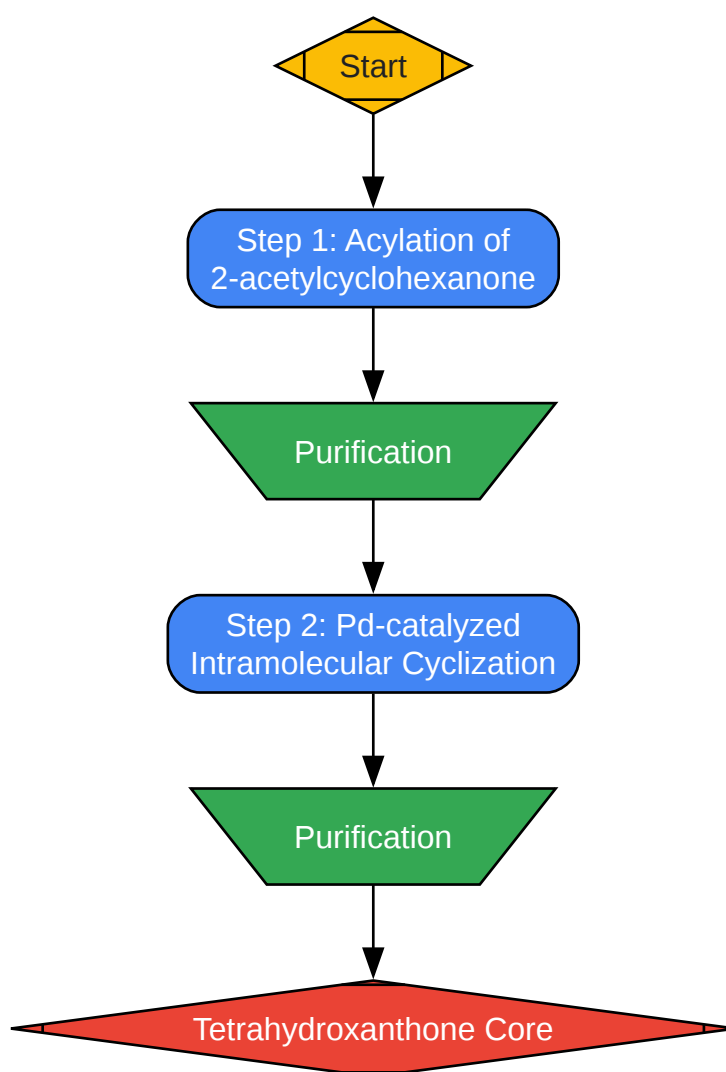 Start
Step 1: Acylation of
2-acetylcyclohexanone
Purification
Step 2: Pd-catalyzed
Intramolecular Cyclization
Purification
Tetrahydroxanthone Core